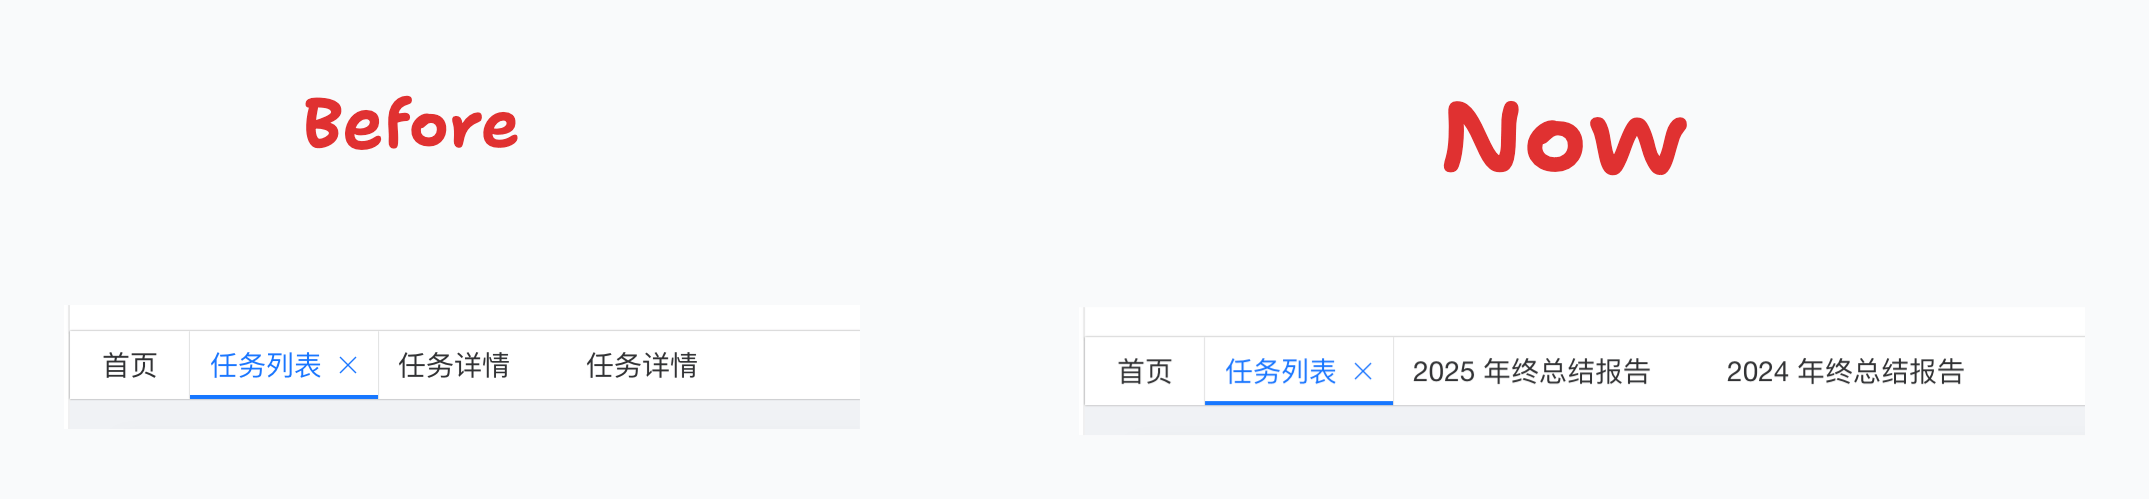 Before
Now
首页 任务列表 × 任务详情 任务详情
首页 任务列表 × 2025 年终总结报告 2024 年终总结报告